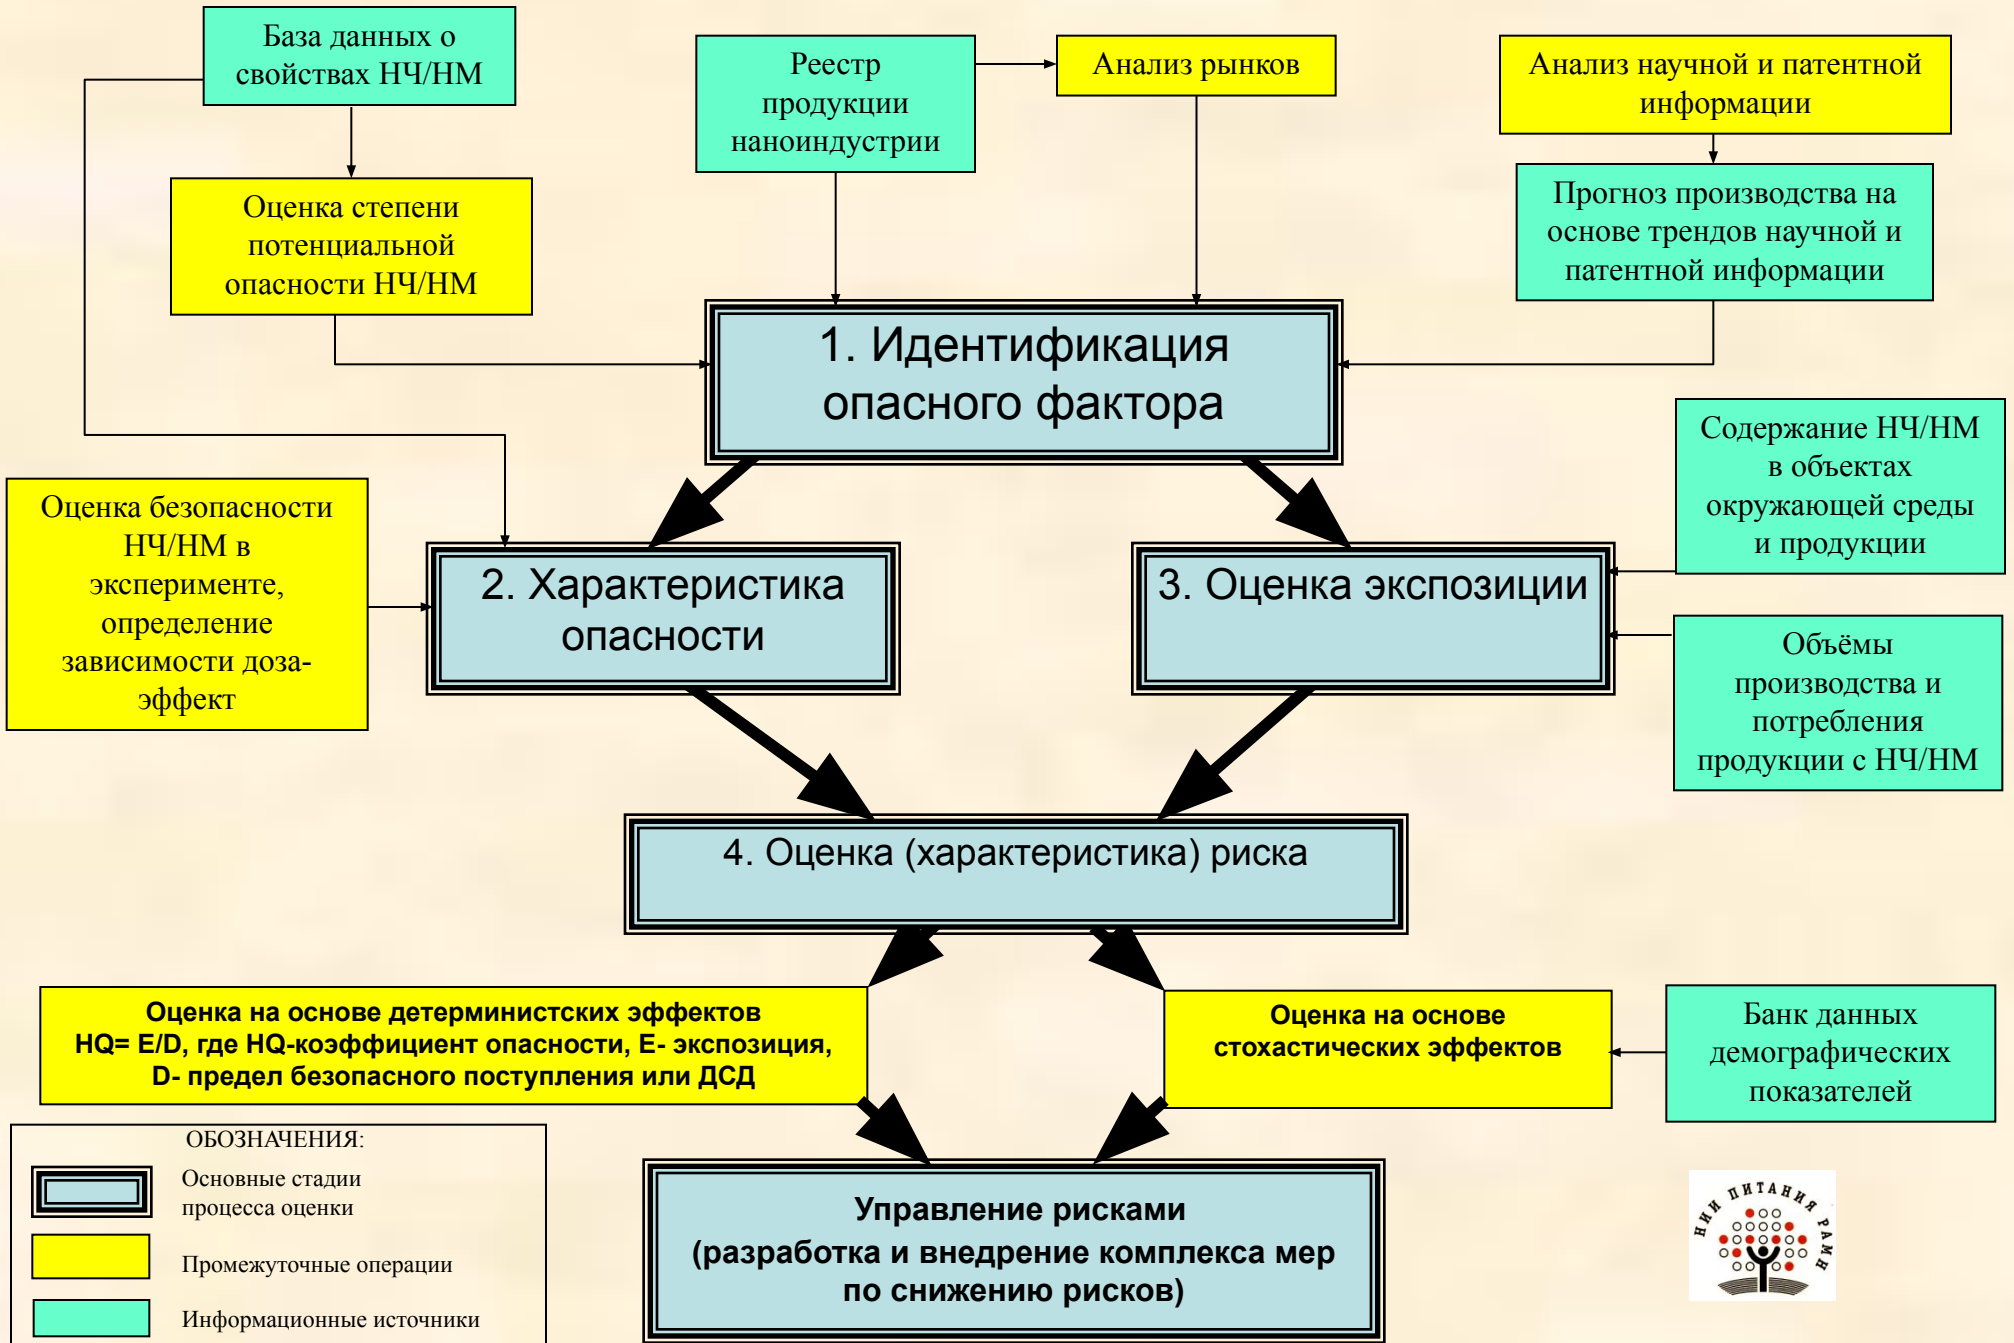 База данных о
свойствах НЧ/НМ
Реестр
продукции
наноиндустрии
Анализ рынков
Анализ научной и патентной
информации
Оценка степени
потенциальной
опасности НЧ/НМ
Прогноз производства на
основе трендов научной и
патентной информации
1. Идентификация
опасного фактора
Содержание НЧ/НМ
в объектах
окружающей среды
и продукции
Оценка безопасности
НЧ/НМ в
эксперименте,
определение
зависимости доза-
эффект
2. Характеристика
опасности
3. Оценка экспозиции
Объёмы
производства и
потребления
продукции с НЧ/НМ
4. Оценка (характеристика) риска
Оценка на основе детерминистских эффектов
HQ= E/D, где HQ-коэффициент опасности, E- экспозиция,
D- предел безопасного поступления или ДСД
Оценка на основе
стохастических эффектов
Банк данных
демографических
показателей
ОБОЗНАЧЕНИЯ:
Основные стадии
процесса оценки
Промежуточные операции
Информационные источники
Управление рисками
(разработка и внедрение комплекса мер
по снижению рисков)
НИИ ПИТАНИЯ РАМН